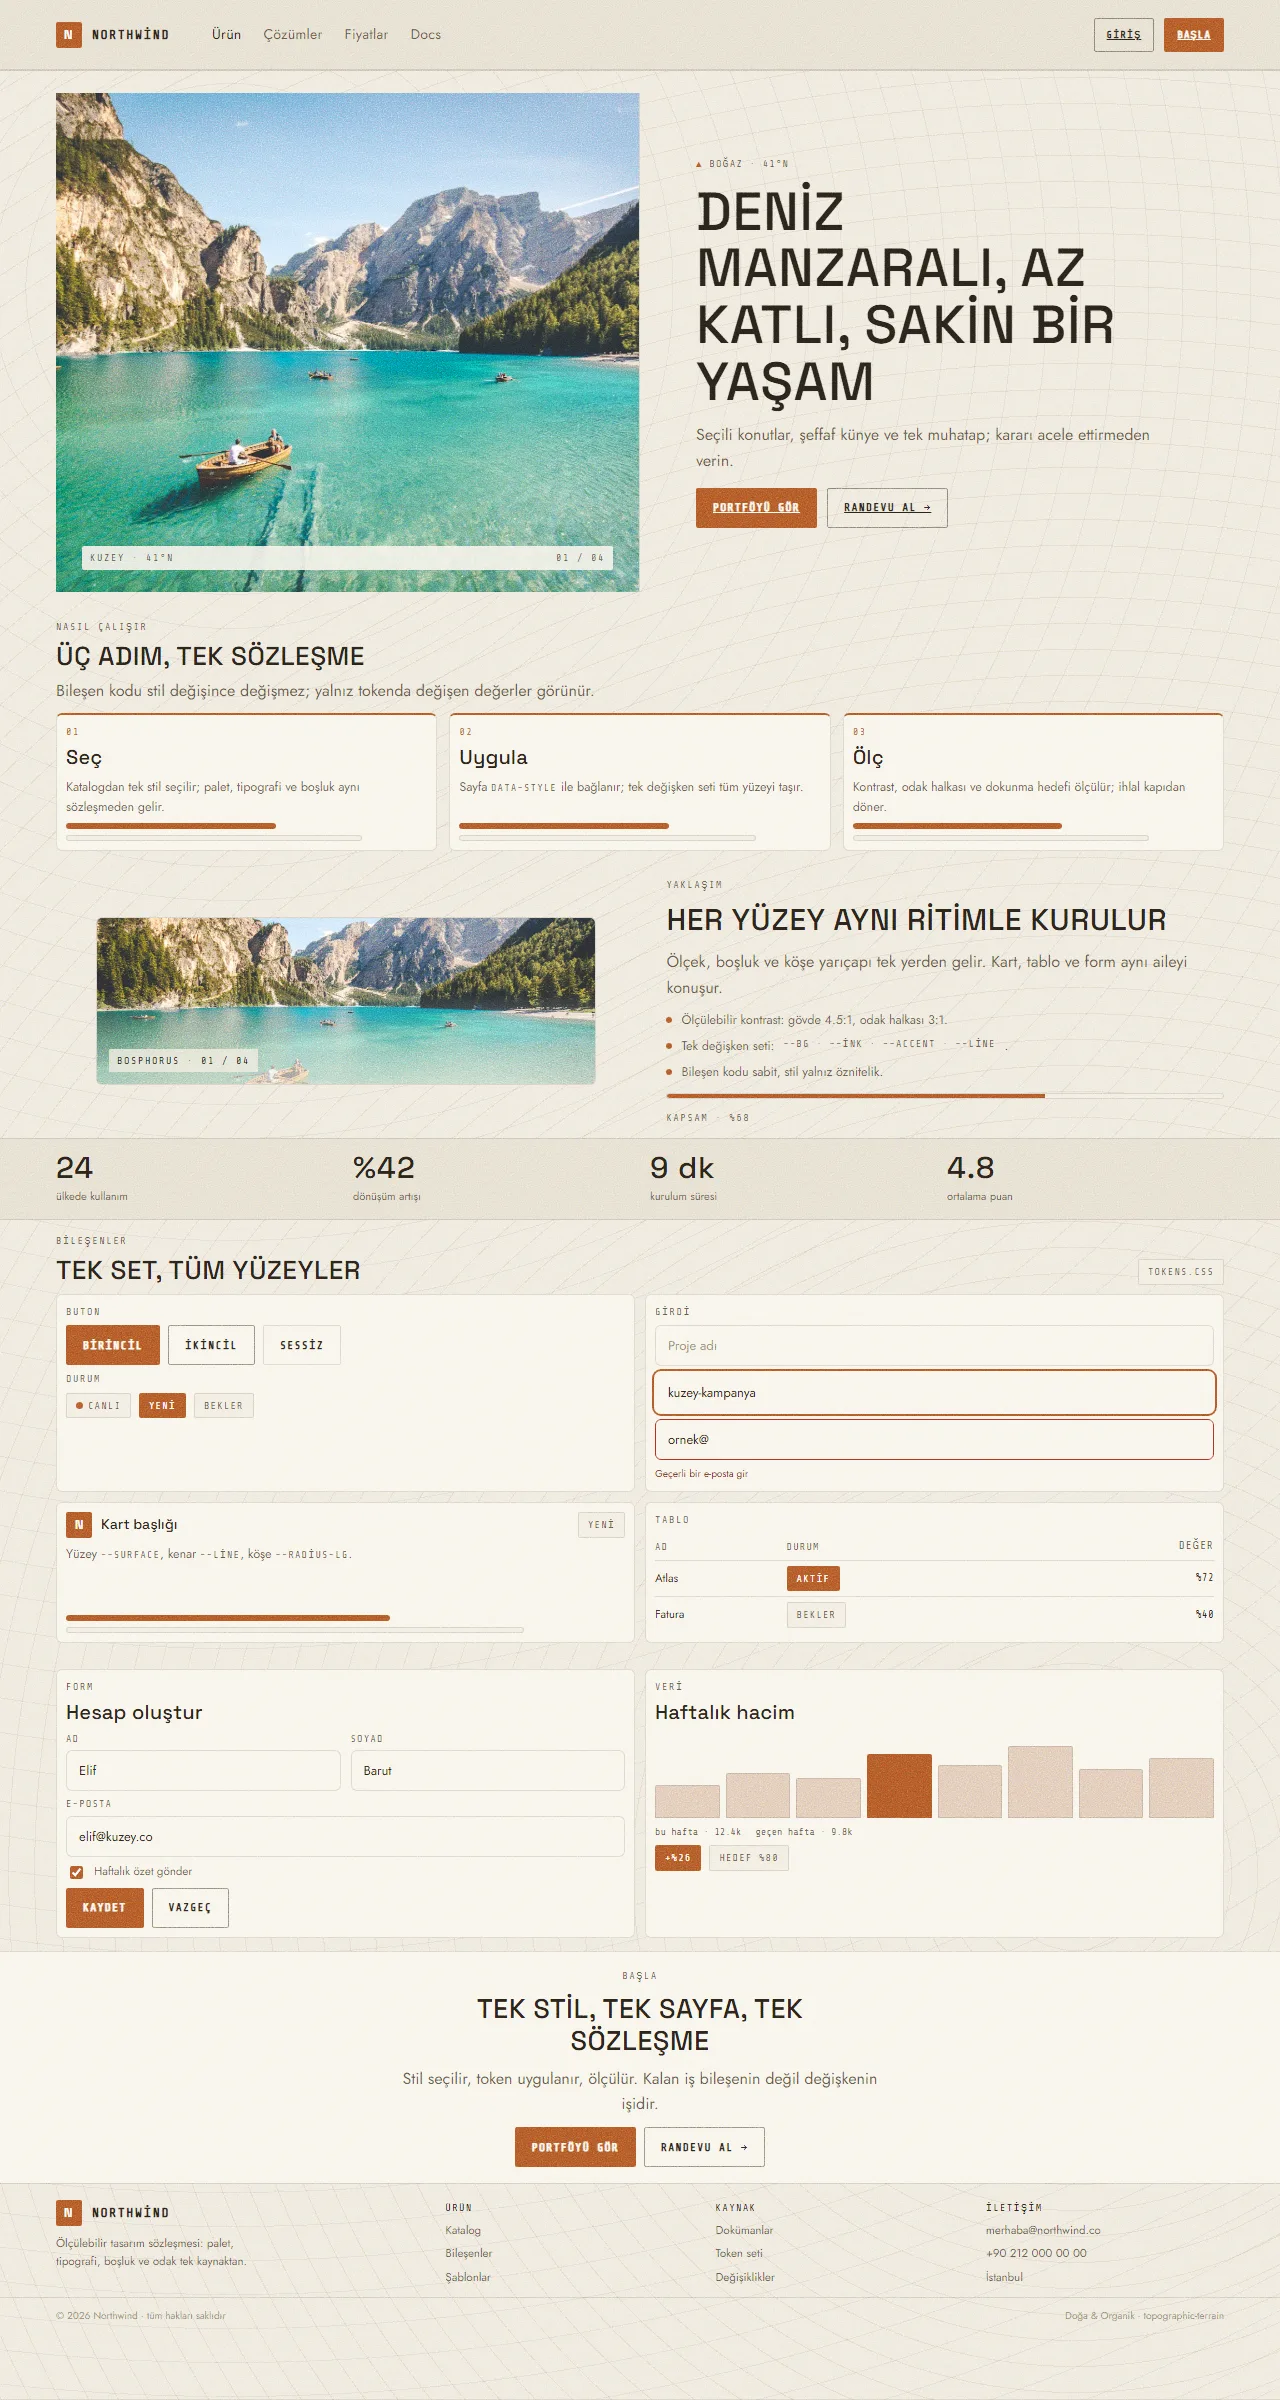 N NORTHWİND Ürün Çözümler Fiyatlar Docs GİRİŞ BAŞLA
▲ BOĞAZ · 41°N
DENİZ
MANZARALI, AZ
KATLI, SAKİN BİR
YAŞAM
Seçili konutlar, şeffaf künye ve tek muhatap; kararı acele ettirmeden
verin.
PORTFÖYÜ GÖR RANDEVU AL →
KUZEY · 41°N 01 / 04
NASIL ÇALIŞIR
ÜÇ ADIM, TEK SÖZLEŞME
Bileşen kodu stil değişince değişmez; yalnız tokenda değişen değerler görünür.
01
Seç
Katalogdan tek stil seçilir; palet, tipografi ve boşluk aynı
sözleşmeden gelir.
02
Uygula
Sayfa DATA-STYLE ile bağlanır; tek değişken seti tüm yüzeyi taşır.
03
Ölç
Kontrast, odak halkası ve dokunma hedefi ölçülür; ihlal kapıdan
döner.
BOSPHORUS · 01 / 04
YAKLAŞIM
HER YÜZEY AYNI RİTİMLE KURULUR
Ölçek, boşluk ve köşe yarıçapı tek yerden gelir. Kart, tablo ve form aynı aileyi
konuşur.
Ölçülebilir kontrast: gövde 4.5:1, odak halkası 3:1.
Tek değişken seti: --BG · --İNK · --ACCENT · --LİNE .
Bileşen kodu sabit, stil yalnız öznitelik.
KAPSAM · %68
24
ülkede kullanım
%42
dönüşüm artışı
9 dk
kurulum süresi
4.8
ortalama puan
BİLEŞENLER
TEK SET, TÜM YÜZEYLER
TOKENS.CSS
BUTON
BİRİNCİL İKİNCİL SESSİZ
DURUM
CANLI YENİ BEKLER
GİRDİ
Proje adı
kuzey-kampanya
ornek@
Geçerli bir e-posta gir
N Kart başlığı YENİ
Yüzey --SURFACE, kenar --LİNE, köşe --RADİUS-LG.
TABLO
AD DURUM DEĞER
Atlas AKTİF %72
Fatura BEKLER %40
FORM
Hesap oluştur
AD SOYAD
Elif Barut
E-POSTA
elif@kuzey.co
Haftalık özet gönder
KAYDET VAZGEÇ
VERİ
Haftalık hacim
bu hafta · 12.4k geçen hafta · 9.8k
+%26 HEDEF %80
BAŞLA
TEK STİL, TEK SAYFA, TEK
SÖZLEŞME
Stil seçilir, token uygulanır, ölçülür. Kalan iş bileşenin değil değişkenin
işidir.
PORTFÖYÜ GÖR RANDEVU AL →
N NORTHWİND
Ölçülebilir tasarım sözleşmesi: palet,
tipografi, boşluk ve odak tek kaynaktan.
ÜRÜN
Katalog
Bileşenler
Şablonlar
KAYNAK
Dokümanlar
Token seti
Değişiklikler
İLETİŞİM
merhaba@northwind.co
+90 212 000 00 00
İstanbul
© 2026 Northwind · tüm hakları saklıdır Doğa & Organik · topographic-terrain